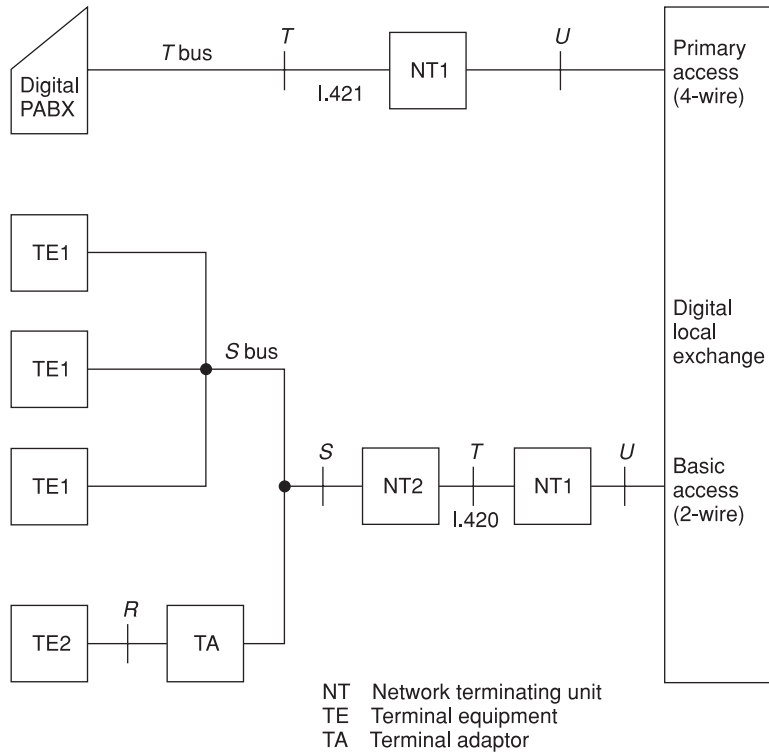 T bus
T
U
Digital
PABX
I.421
NT1
Primary
access
(4-wire)
TE1
TE1
S bus
TE1
Digital
local
exchange
S
NT2
T
I.420
NT1
U
Basic
access
(2-wire)
TE2
R
TA
NT Network terminating unit
TE Terminal equipment
TA Terminal adaptor